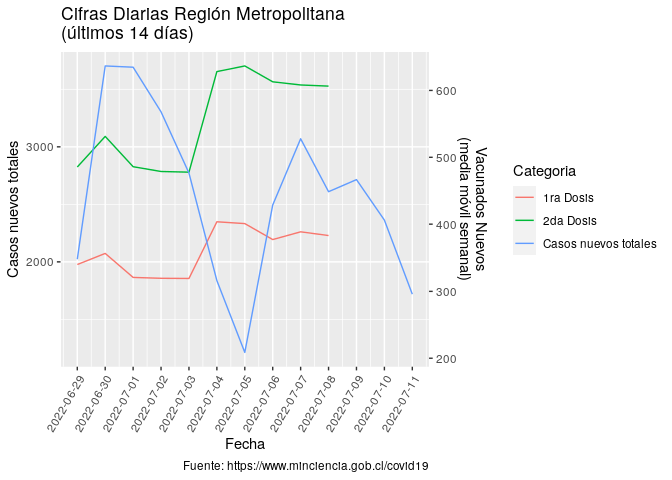 Cifras Diarias Región Metropolitana
(últimos 14 días)
Casos nuevos totales
3000
2000
600
500
400
300
200
Vacunados Nuevos
(media móvil semanal)
2022-06-29
2022-06-30
2022-07-01
2022-07-02
2022-07-03
2022-07-04
2022-07-05
2022-07-06
2022-07-07
2022-07-08
2022-07-09
2022-07-10
2022-07-11
Fecha
Fuente: https://www.minciencia.gob.cl/covid19
Categoria
1ra Dosis
2da Dosis
Casos nuevos totales